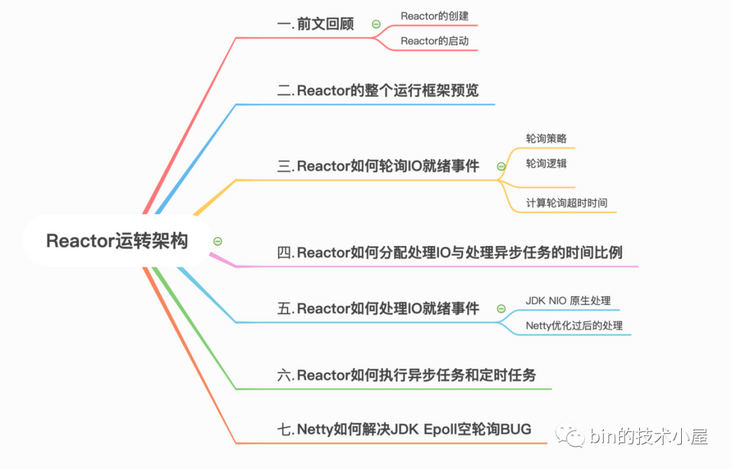 一.前文回顾
Reactor的创建
Reactor的启动
二.Reactor的整个运行框架预览
三.Reactor如何轮询IO就绪事件
轮询策略
轮询逻辑
计算轮询超时时间
Reactor运转架构
四.Reactor如何分配处理IO与处理异步任务的时间比例
五.Reactor如何处理IO就绪事件
JDK NIO 原生处理
Netty优化过后的处理
六.Reactor如何执行异步任务和定时任务
七.Netty如何解决JDK Epoll空轮询BUG
bin的技术小屋